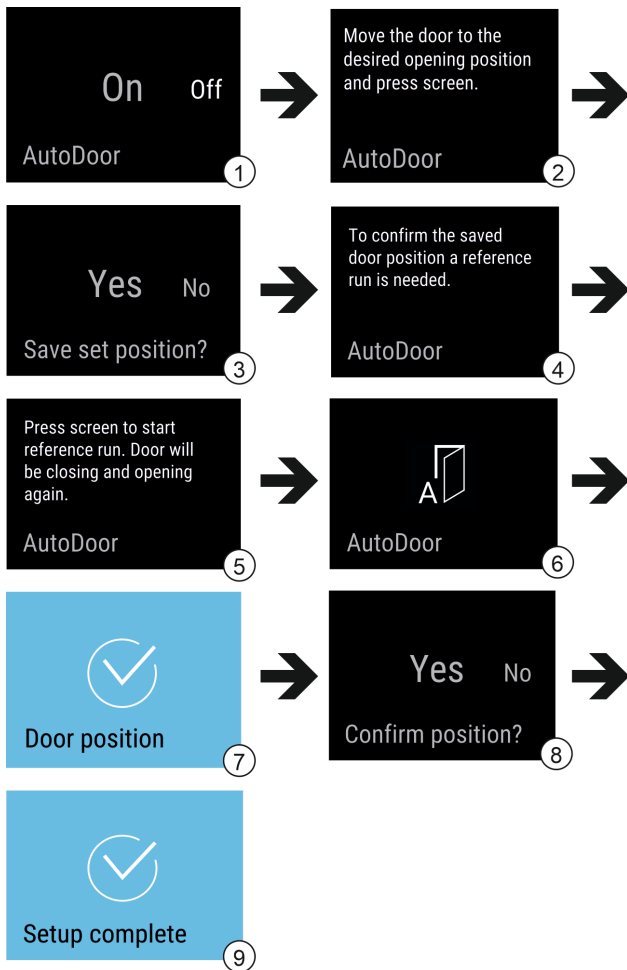 On Off
AutoDoor
1
Move the door to the
desired opening position
and press screen.
AutoDoor
2
Yes No
Save set position?
3
To confirm the saved
door position a reference
run is needed.
AutoDoor
4
Press screen to start
reference run. Door will
be closing and opening
again.
AutoDoor
5
A
AutoDoor
6
Door position
7
Yes No
Confirm position?
8
Setup complete
9